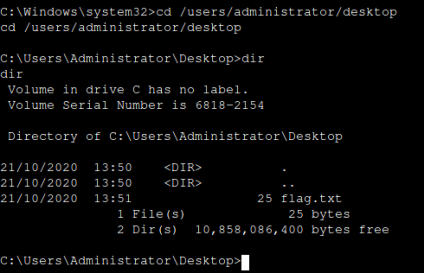 C:\Windows\system32>cd /users/administrator/desktop
cd /users/administrator/desktop
C:\Users\Administrator\Desktop>dir
dir
 Volume in drive C has no label.
 Volume Serial Number is 6818-2154
 Directory of C:\Users\Administrator\Desktop
21/10/2020  13:50    <DIR>          .
21/10/2020  13:50    <DIR>          ..
21/10/2020  13:51                25 flag.txt
               1 File(s)             25 bytes
               2 Dir(s)  10,858,086,400 bytes free
C:\Users\Administrator\Desktop>